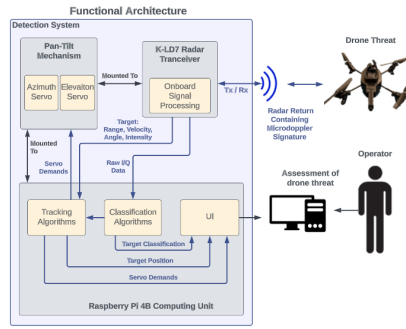 Functional Architecture
Detection System
Pan-Tilt
Mechanism
Azimuth
Servo
Elevaiton
Servo
Mounted To
K-LD7 Radar
Tranceiver
Onboard
Signal
Processing
Tx / Rx
Drone Threat
Radar Return
Containing
Microdoppler
Signature
Mounted
To
Servo
Demands
Target:
Range, Velocity,
Angle, Intensity
Raw I/Q
Data
Assessment of
drone threat
Operator
Tracking
Algorithms
Classification
Algorithms
UI
Target Classification
Target Position
Servo Demands
Raspberry Pi 4B Computing Unit